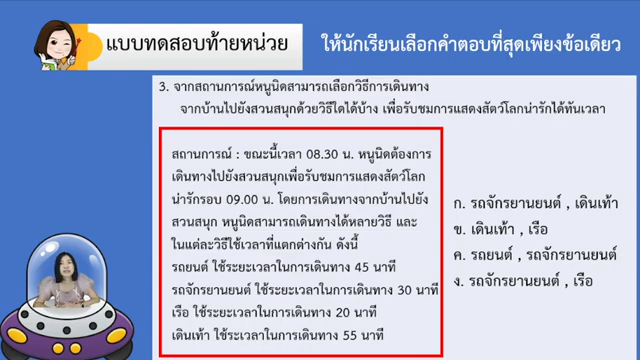 แบบทดสอบท้ายหน่วย
ให้นักเรียนเลือกคำตอบที่สุดเพียงข้อเดียว
3. จากสถานการณ์หนูนิดสามารถเลือกวิธีการเดินทาง
จากบ้านไปยังสวนสนุกด้วยวิธีใดได้บ้าง เพื่อรับชมการแสดงสัตว์โลกน่ารักได้ทันเวลา
สถานการณ์ : ขณะนี้เวลา 08.30 น. หนูนิดต้องการ
เดินทางไปยังสวนสนุกเพื่อรับชมการแสดงสัตว์โลก
น่ารักรอบ 09.00 น. โดยการเดินทางจากบ้านไปยัง
สวนสนุก หนูนิดสามารถเดินทางได้หลายวิธี และ
ในแต่ละวิธีใช้เวลาที่แตกต่างกัน ดังนี้
รถยนต์ ใช้ระยะเวลาในการเดินทาง 45 นาที
รถจักรยานยนต์ ใช้ระยะเวลาในการเดินทาง 30 นาที
เรือ ใช้ระยะเวลาในการเดินทาง 20 นาที
เดินเท้า ใช้ระเวลาในการเดินทาง 55 นาที
ก. รถจักรยานยนต์ , เดินเท้า
ข. เดินเท้า , เรือ
ค. รถยนต์ , รถจักรยานยนต์
ง. รถจักรยานยนต์ , เรือ